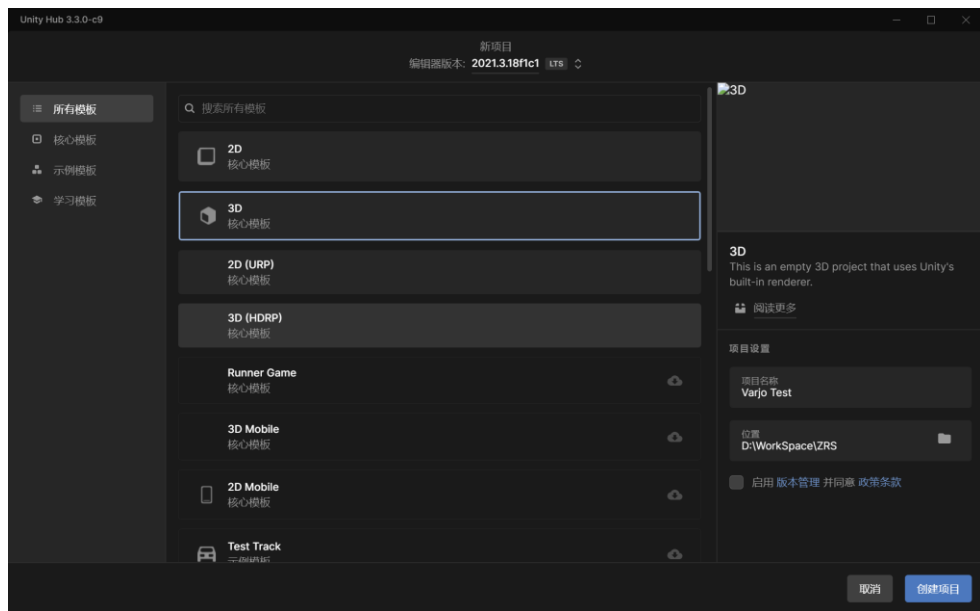 Unity Hub 3.3.0-c9
新项目
编辑器版本: 2021.3.18f1c1 LTS
所有模板
核心模板
示例模板
学习模板
搜索所有模板
2D
核心模板
3D
核心模板
2D (URP)
核心模板
3D (HDRP)
核心模板
Runner Game
核心模板
3D Mobile
核心模板
2D Mobile
核心模板
Test Track
示例模板
3D
3D
This is an empty 3D project that uses Unity's
built-in renderer.
阅读更多
项目设置
项目名称
Varjo Test
位置
D:\WorkSpace\ZRS
启用 版本管理 并同意 政策条款
取消
创建项目